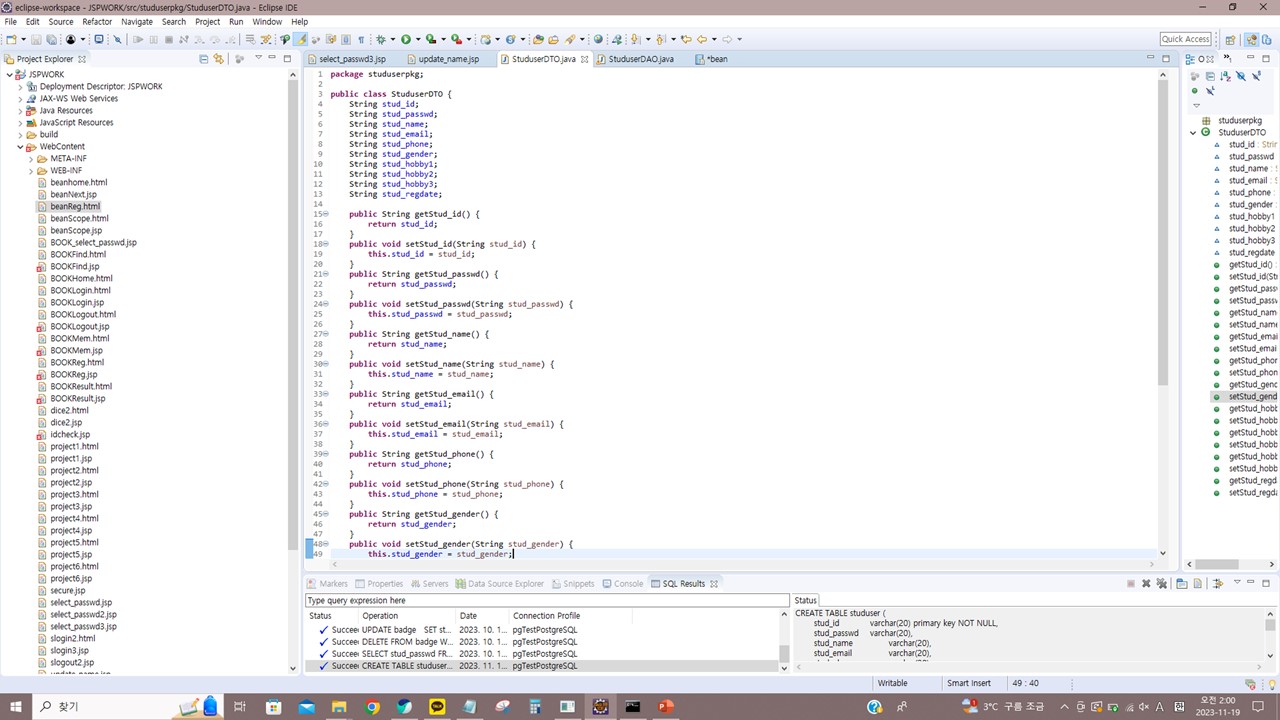 eclipse-workspace - JSPWORK/src/studuserpkg/StuduserDTO.java - Eclipse IDE
File Edit Source Refactor Navigate Search Project Run Window Help
Quick Access
Project Explorer
JSPWORK
Deployment Descriptor: JSPWORK
JAX-WS Web Services
Java Resources
JavaScript Resources
build
WebContent
META-INF
WEB-INF
beanhome.html
beanNext.jsp
beanReg.html
beanScope.html
beanScope.jsp
BOOK_select_passwd.jsp
BOOKFind.html
BOOKFind.jsp
BOOKHome.html
BOOKLogin.html
BOOKLogin.jsp
BOOKLogout.html
BOOKLogout.jsp
BOOKMem.html
BOOKMem.jsp
BOOKReg.html
BOOKReg.jsp
BOOKResult.html
BOOKResult.jsp
dice2.html
dice2.jsp
idcheck.jsp
project1.html
project1.jsp
project2.html
project2.jsp
project3.html
project3.jsp
project4.html
project4.jsp
project5.html
project5.jsp
project6.html
project6.jsp
secure.jsp
select_passwd.jsp
select_passwd2.jsp
select_passwd3.jsp
slogin2.html
slogin3.jsp
slogout2.jsp
update_name.jsp
select_passwd3.jsp update_name.jsp StuduserDTO.java StuduserDAO.java *bean
1 package studuserpkg;
2
3 public class StuduserDTO {
4 String stud_id;
5 String stud_passwd;
6 String stud_name;
7 String stud_email;
8 String stud_phone;
9 String stud_gender;
10 String stud_hobby1;
11 String stud_hobby2;
12 String stud_hobby3;
13 String stud_regdate;
14
15 public String getStud_id() {
16 return stud_id;
17 }
18 public void setStud_id(String stud_id) {
19 this.stud_id = stud_id;
20 }
21 public String getStud_passwd() {
22 return stud_passwd;
23 }
24 public void setStud_passwd(String stud_passwd) {
25 this.stud_passwd = stud_passwd;
26 }
27 public String getStud_name() {
28 return stud_name;
29 }
30 public void setStud_name(String stud_name) {
31 this.stud_name = stud_name;
32 }
33 public String getStud_email() {
34 return stud_email;
35 }
36 public void setStud_email(String stud_email) {
37 this.stud_email = stud_email;
38 }
39 public String getStud_phone() {
40 return stud_phone;
41 }
42 public void setStud_phone(String stud_phone) {
43 this.stud_phone = stud_phone;
44 }
45 public String getStud_gender() {
46 return stud_gender;
47 }
48 public void setStud_gender(String stud_gender) {
49 this.stud_gender = stud_gender;
studuserpkg
StuduserDTO
stud_id : Strin
stud_passwd
stud_name :
stud_email :
stud_phone
stud_gender
stud_hobby1
stud_hobby2
stud_hobby3
stud_regdate
getStud_id() :
setStud_id(Str
getStud_pass
setStud_passw
getStud_nam
setStud_name
getStud_emai
setStud_emai
getStud_pho
setStud_phon
getStud_gend
setStud_gend
getStud_hobb
setStud_hobb
getStud_hobb
setStud_hobb
getStud_hobb
setStud_hobb
getStud_regd
setStud_regda
Markers Properties Servers Data Source Explorer Snippets Console SQL Results
Type query expression here
Status Operation Date Connection Profile
Succee UPDATE badge SET st... 2023. 10. 1... pgTestPostgreSQL
Succee DELETE FROM badge W... 2023. 10. 1... pgTestPostgreSQL
Succee SELECT stud_passwd FR... 2023. 10. 1... pgTestPostgreSQL
Succee CREATE TABLE studuser... 2023. 11. 1... pgTestPostgreSQL
Status
CREATE TABLE studuser (
stud_id varchar(20) primary key NOT NULL,
stud_passwd varchar(20),
stud_name varchar(20),
stud_email varchar(20),
Writable Smart Insert 49 : 40
찾기
3°C 구름 조금
A
오전 2:00
2023-11-19